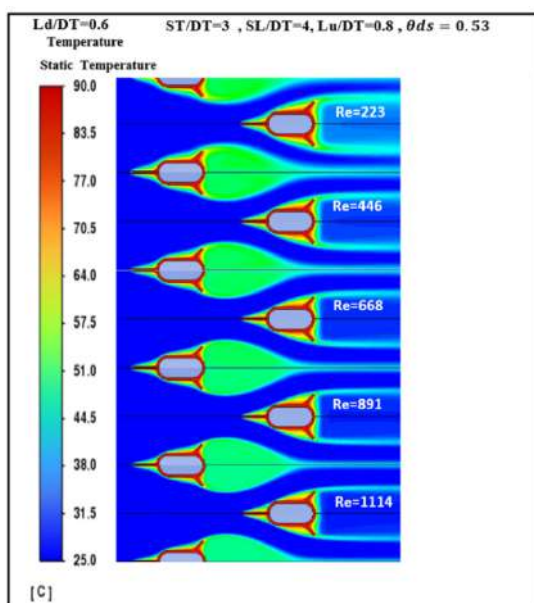 Ld/DT=0.6 ST/DT=3 , SL/DT=4, Lu/DT=0.8 , θds = 0.53
Temperature
Static Temperature
90.0
83.5
77.0
70.5
64.0
57.5
51.0
44.5
38.0
31.5
25.0
[C]
Re=223
Re=446
Re=668
Re=891
Re=1114